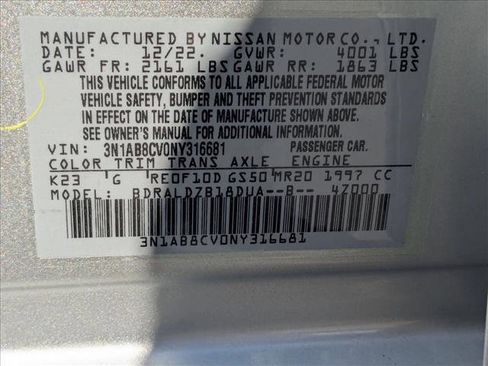 MANUFACTURED BY NISSAN MOTOR CO., LTD.
DATE: 12/22. GVWR: 4001 LBS
GAWR FR: 2161 LBS GAWR RR: 1863 LBS
THIS VEHICLE CONFORMS TO ALL APPLICABLE FEDERAL MOTOR
VEHICLE SAFETY, BUMPER AND THEFT PREVENTION STANDARDS
IN EFFECT ON THE DATE OF MANUFACTURE SHOWN ABOVE.
SEE OWNER'S MANUAL FOR ADDITIONAL INFORMATION.
VIN: 3N1AB8CV0NY316681 PASSENGER CAR.
COLOR TRIM TRANS AXLE ENGINE
K23 G RE0F10D GS50 MR20 1997 CC
MODEL: BDRALDZB18DUA--B-- 4Z000
3N1AB8CV0NY316681